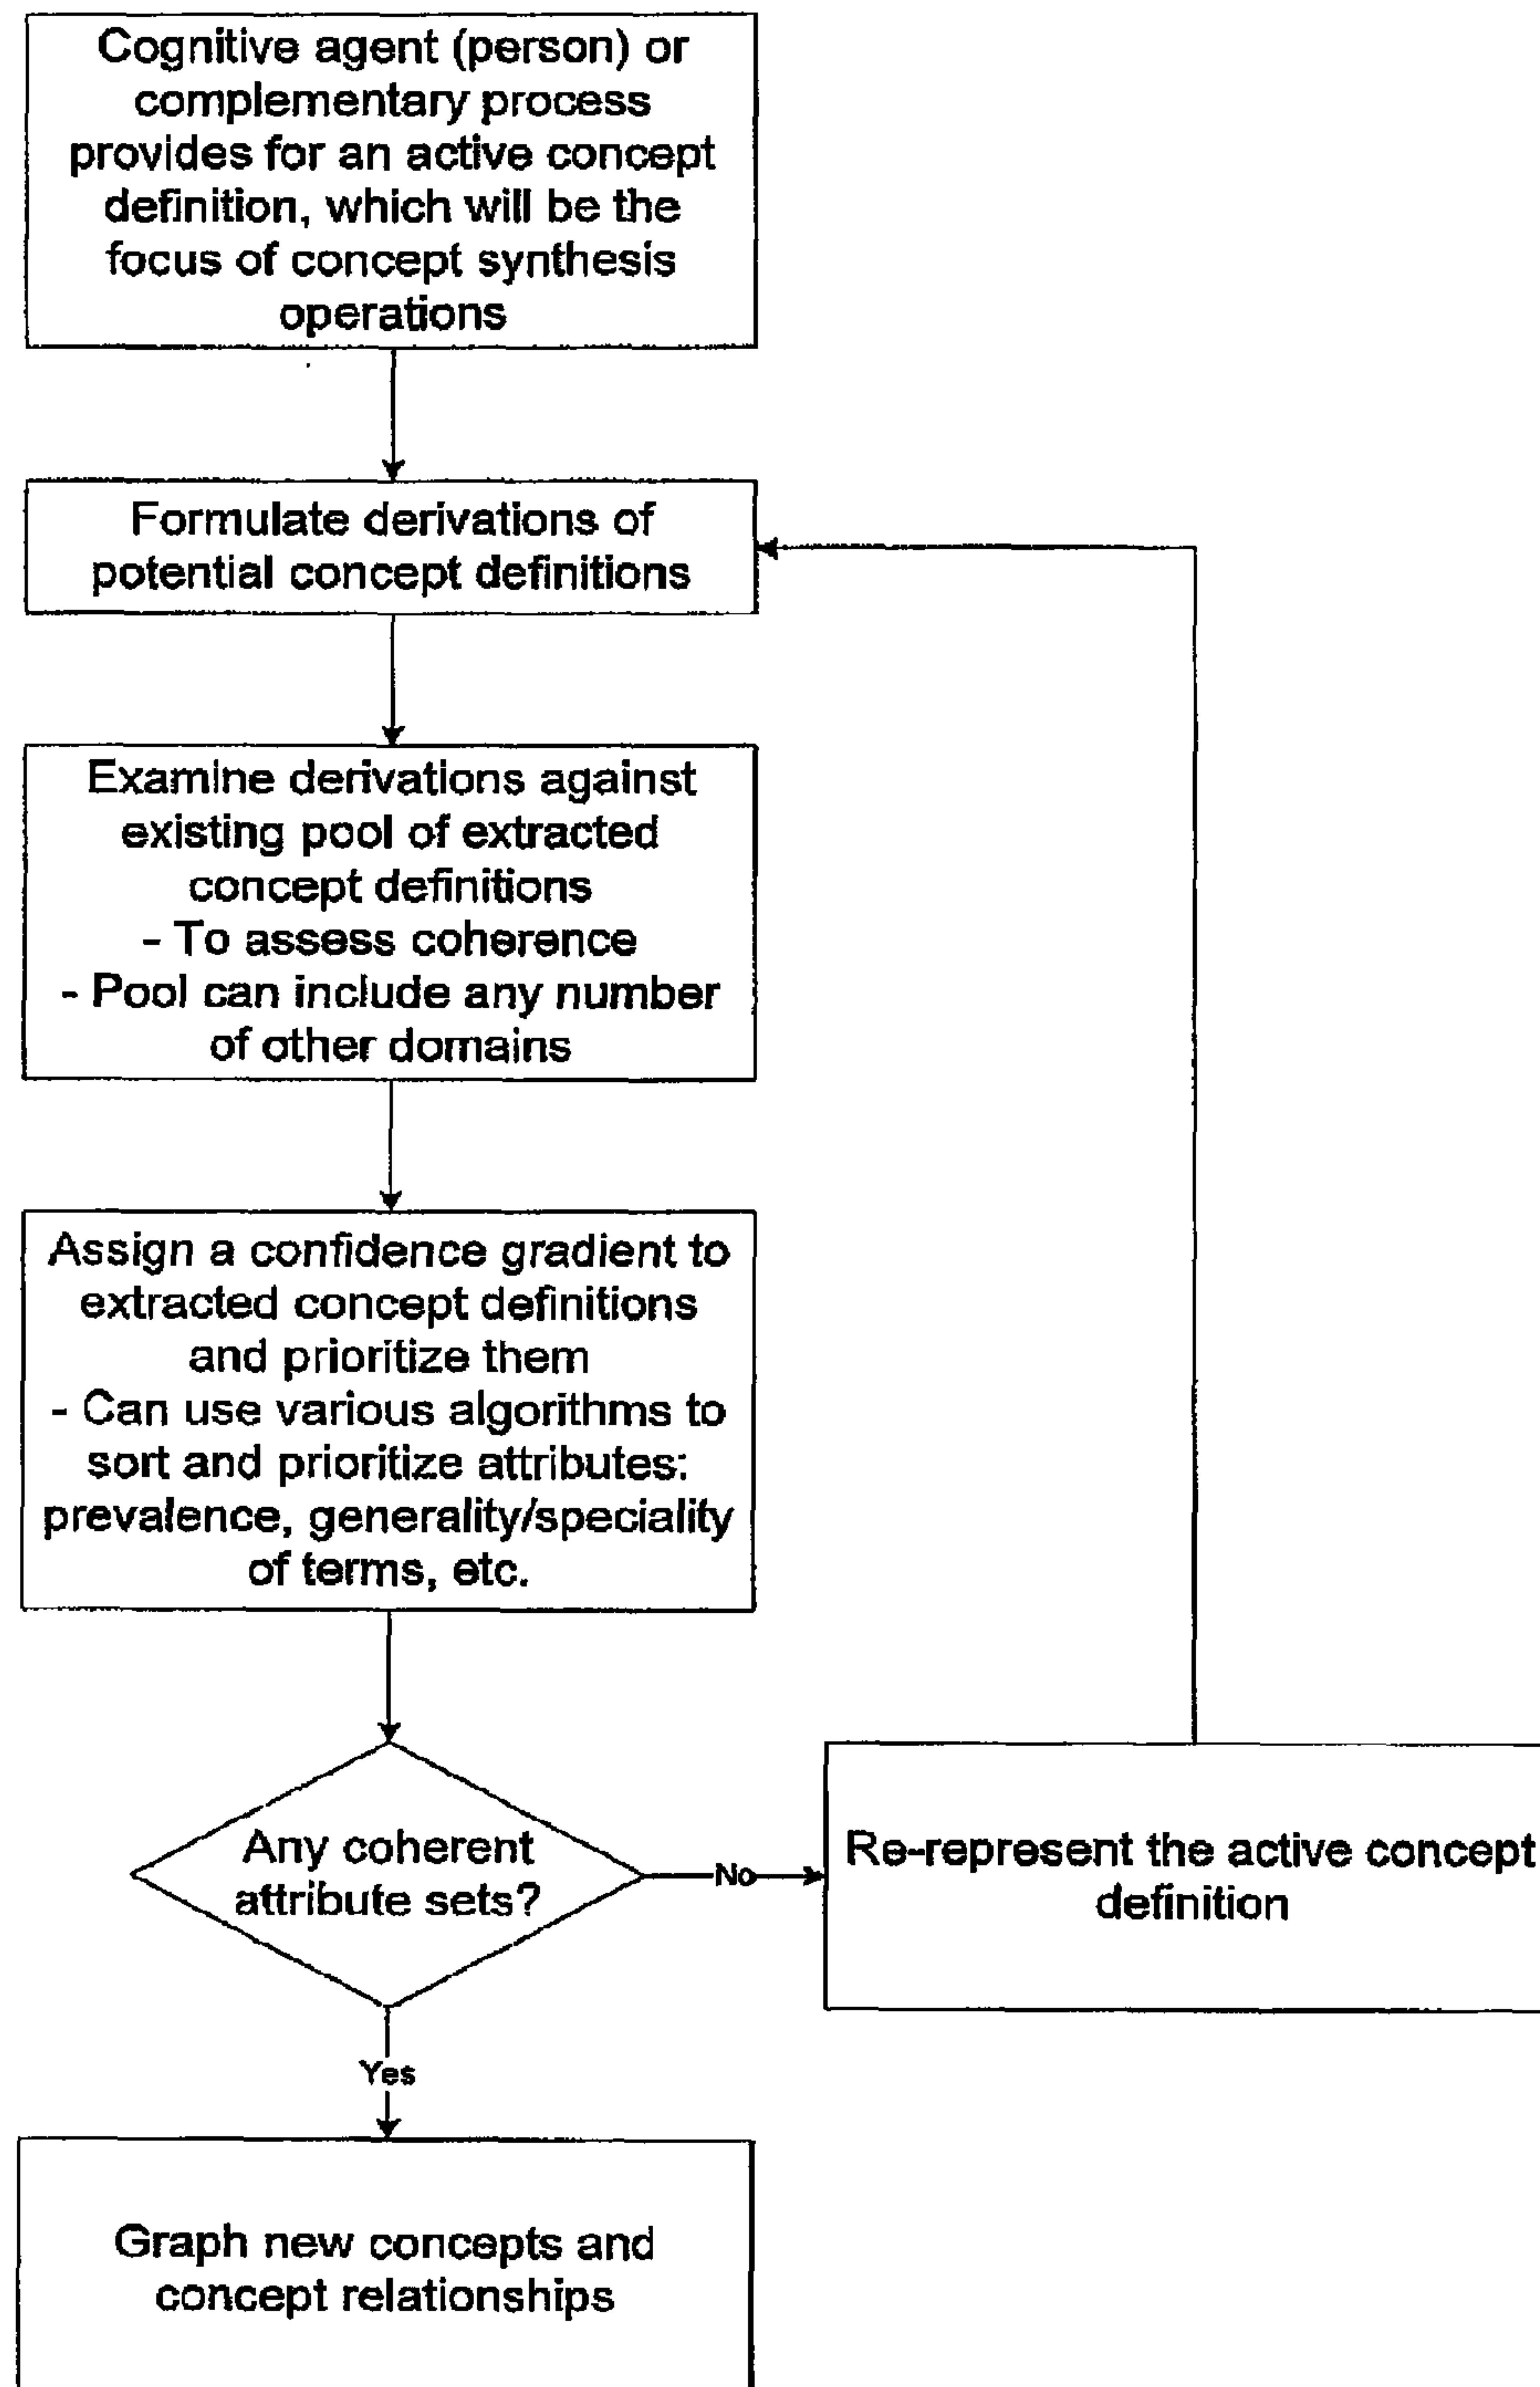 Cognitive agent (person) or
complementary process
provides for an active concept
definition, which will be the
focus of concept synthesis
operations
Formulate derivations of
potential concept definitions
Examine derivations against
existing pool of extracted
concept definitions
- To assess coherence
- Pool can include any number
of other domains
Assign a confidence gradient to
extracted concept definitions
and prioritize them
- Can use various algorithms to
sort and prioritize attributes:
prevalence, generality/speciality
of terms, etc.
Any coherent
attribute sets?
No
Re-represent the active concept
definition
Yes
Graph new concepts and
concept relationships